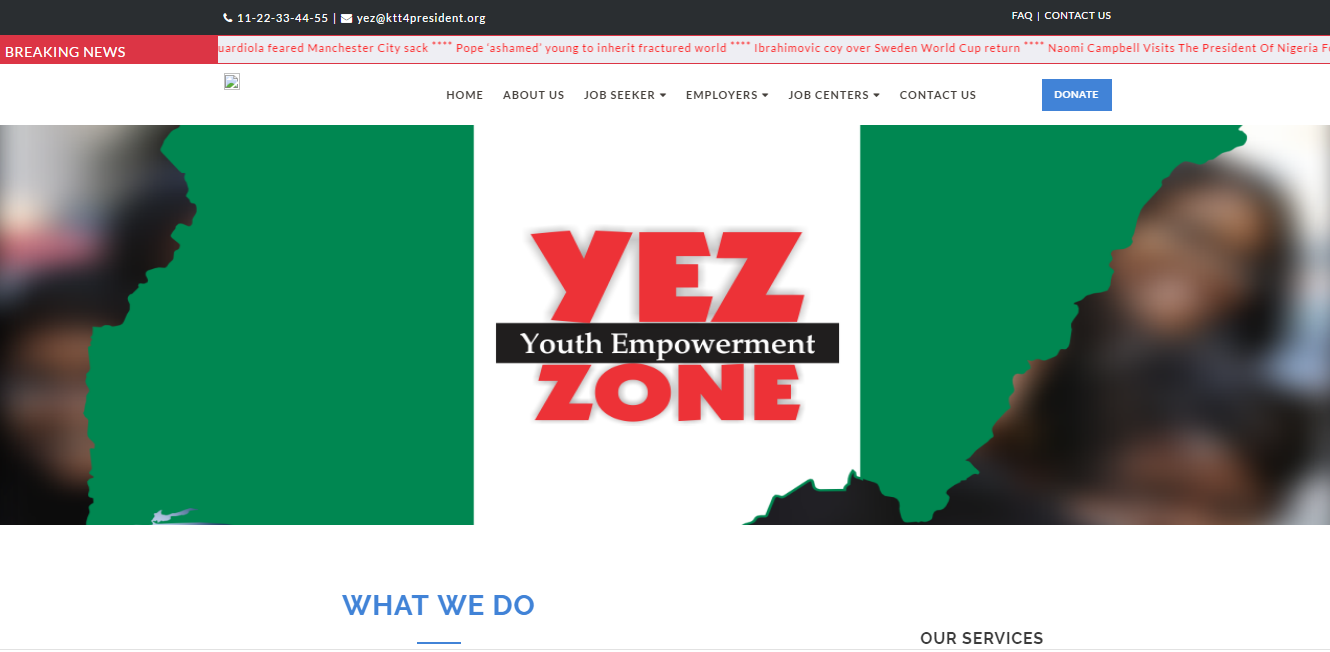 11-22-33-44-55 | yez@ktt4president.org
FAQ | CONTACT US
BREAKING NEWS
uardiola feared Manchester City sack **** Pope ‘ashamed’ young to inherit fractured world **** Ibrahimovic coy over Sweden World Cup return **** Naomi Campbell Visits The President Of Nigeria F
HOME ABOUT US JOB SEEKER EMPLOYERS JOB CENTERS CONTACT US
DONATE
YEZ
Youth Empowerment
ZONE
WHAT WE DO
OUR SERVICES